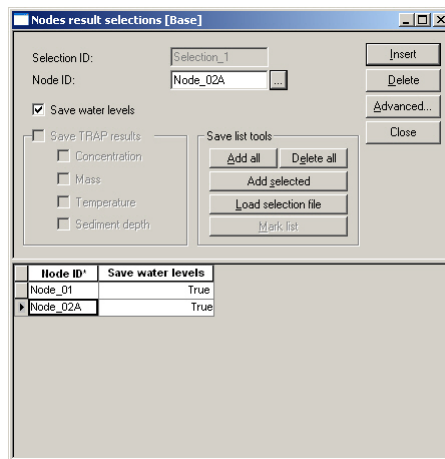 Nodes result selections [Base]
Selection ID: Selection_1
Node ID: Node_02A ...
Save water levels
Save TRAP results
Concentration
Mass
Temperature
Sediment depth
Save list tools
Add all Delete all
Add selected
Load selection file
Mark list
Insert
Delete
Advanced...
Close
Node ID* Save water levels
Node_01 True
Node_02A True